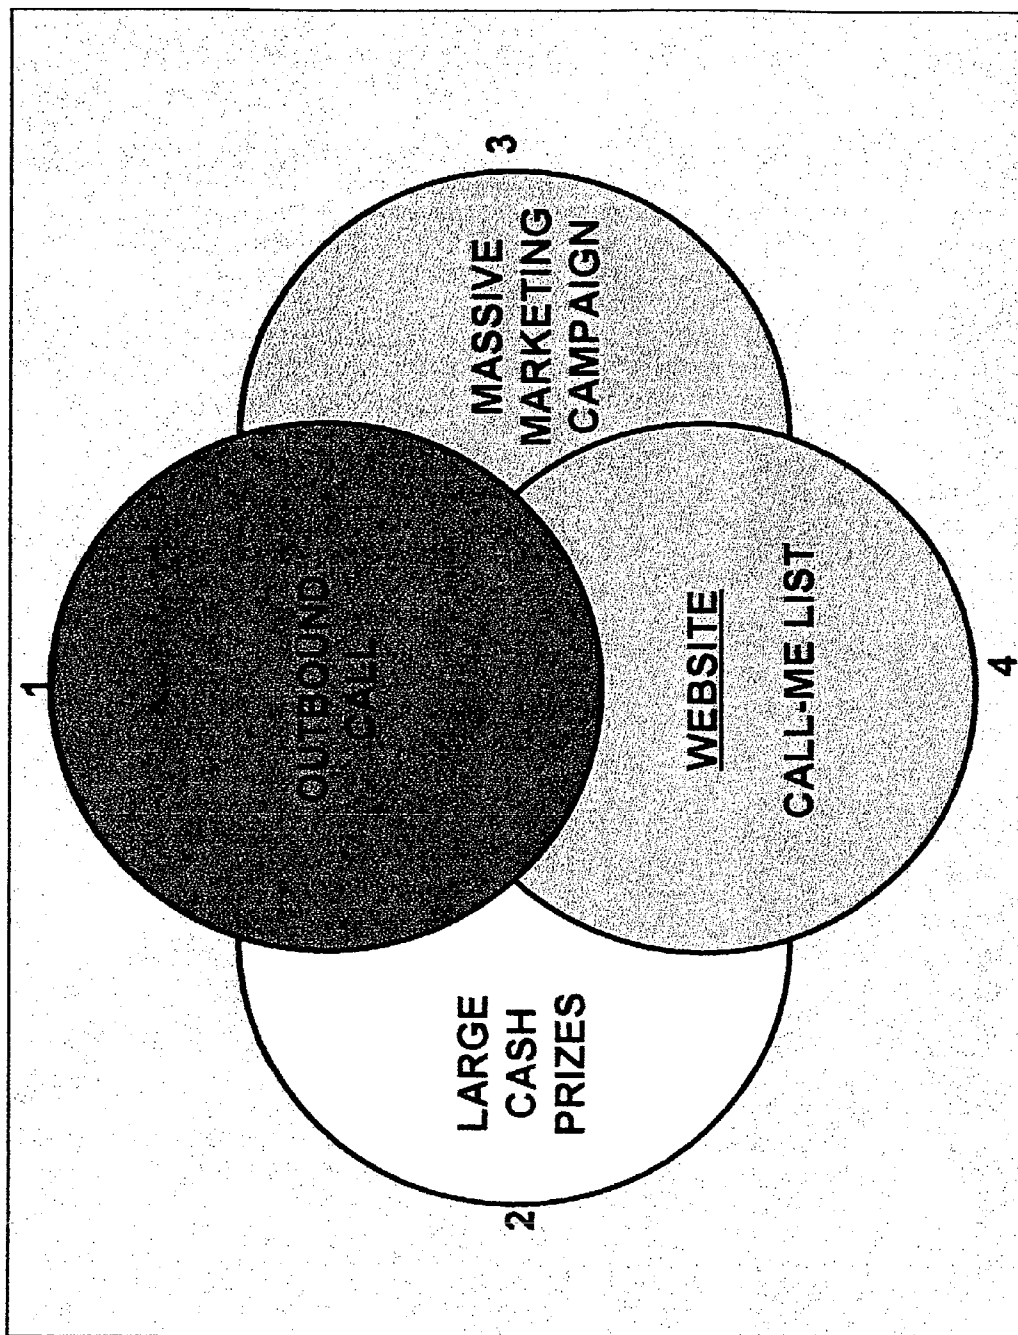 1
OUTBOUND
CALL
2
LARGE
CASH
PRIZES
3
MASSIVE
MARKETING
CAMPAIGN
WEBSITE
CALL-ME LIST
4